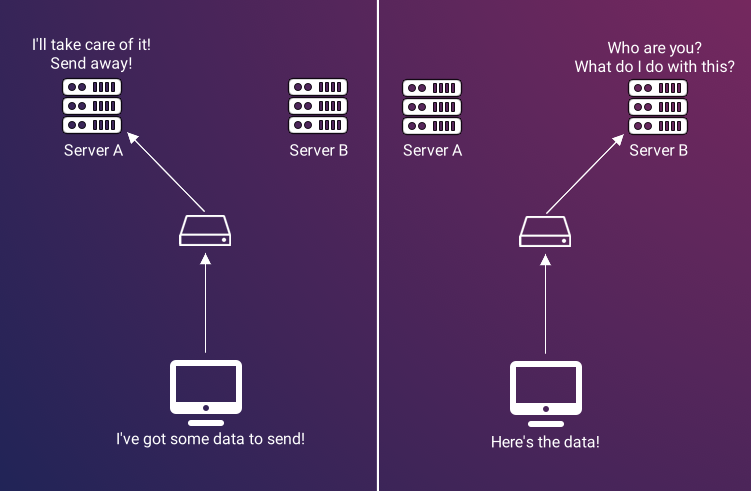 I'll take care of it!
Send away!
Server A
Server B
I've got some data to send!
Who are you?
What do I do with this?
Server A
Server B
Here's the data!